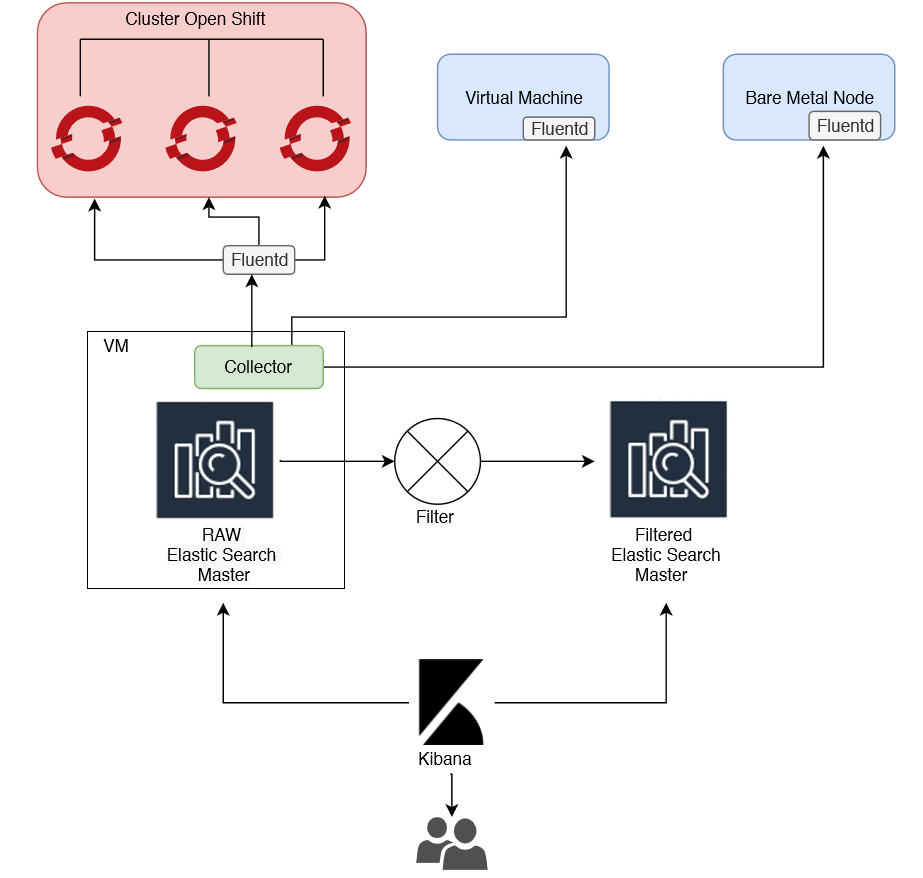 Cluster Open Shift
Virtual Machine
Fluentd
Bare Metal Node
Fluentd
Fluentd
VM
Collector
RAW
Elastic Search
Master
Filter
Filtered
Elastic Search
Master
Kibana